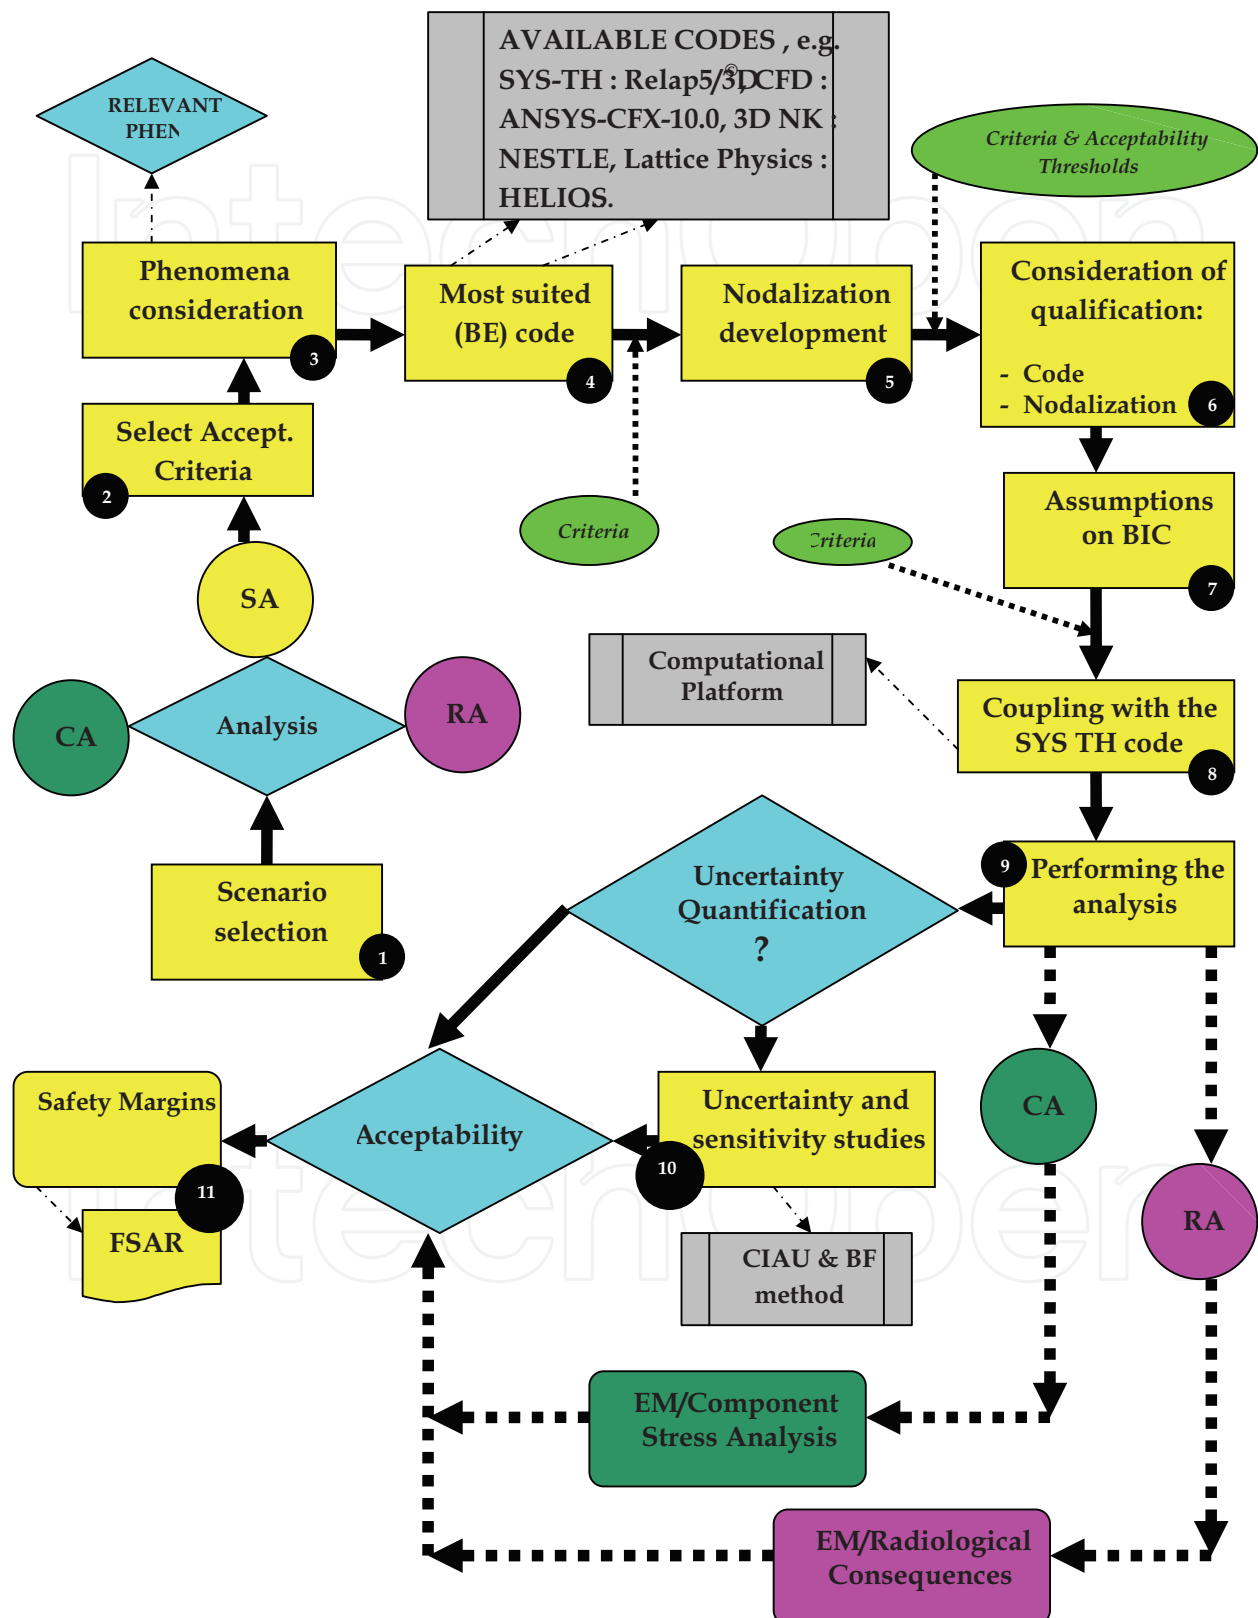 AVAILABLE CODES , e.g.
SYS-TH : Relap5/3D©, CFD :
ANSYS-CFX-10.0, 3D NK :
NESTLE, Lattice Physics :
HELIOS.
RELEVANT
PHEN
Criteria & Acceptability
Thresholds
Phenomena
consideration
3
Most suited
(BE) code
4
Nodalization
development
5
Consideration of
qualification:
- Code
- Nodalization
6
Select Accept.
Criteria
2
Criteria
Criteria
Assumptions
on BIC
7
SA
CA
Analysis
RA
Computational
Platform
Coupling with the
SYS TH code
8
Scenario
selection
1
Uncertainty
Quantification
?
9
Performing the
analysis
Safety Margins
11
FSAR
Acceptability
Uncertainty and
sensitivity studies
10
CA
RA
CIAU & BF
method
EM/Component
Stress Analysis
EM/Radiological
Consequences
IntechOpen
IntechOpen